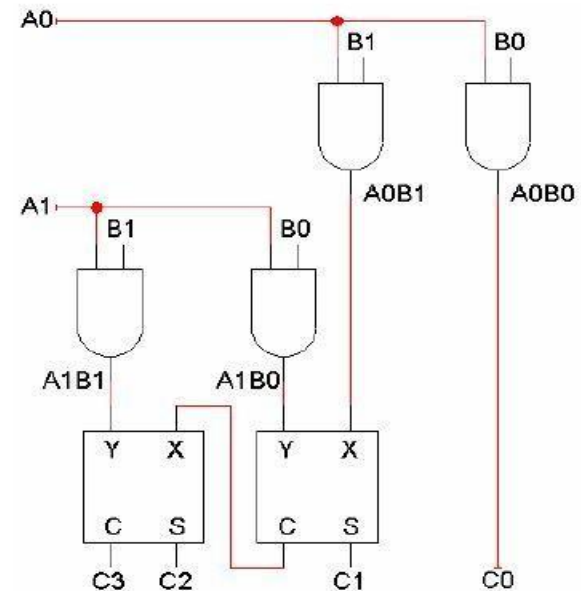 A0
B1 B0
A0B1 A0B0
A1
B1 B0
A1B1 A1B0
Y X Y X
C S C S
C3 C2 C1 C0